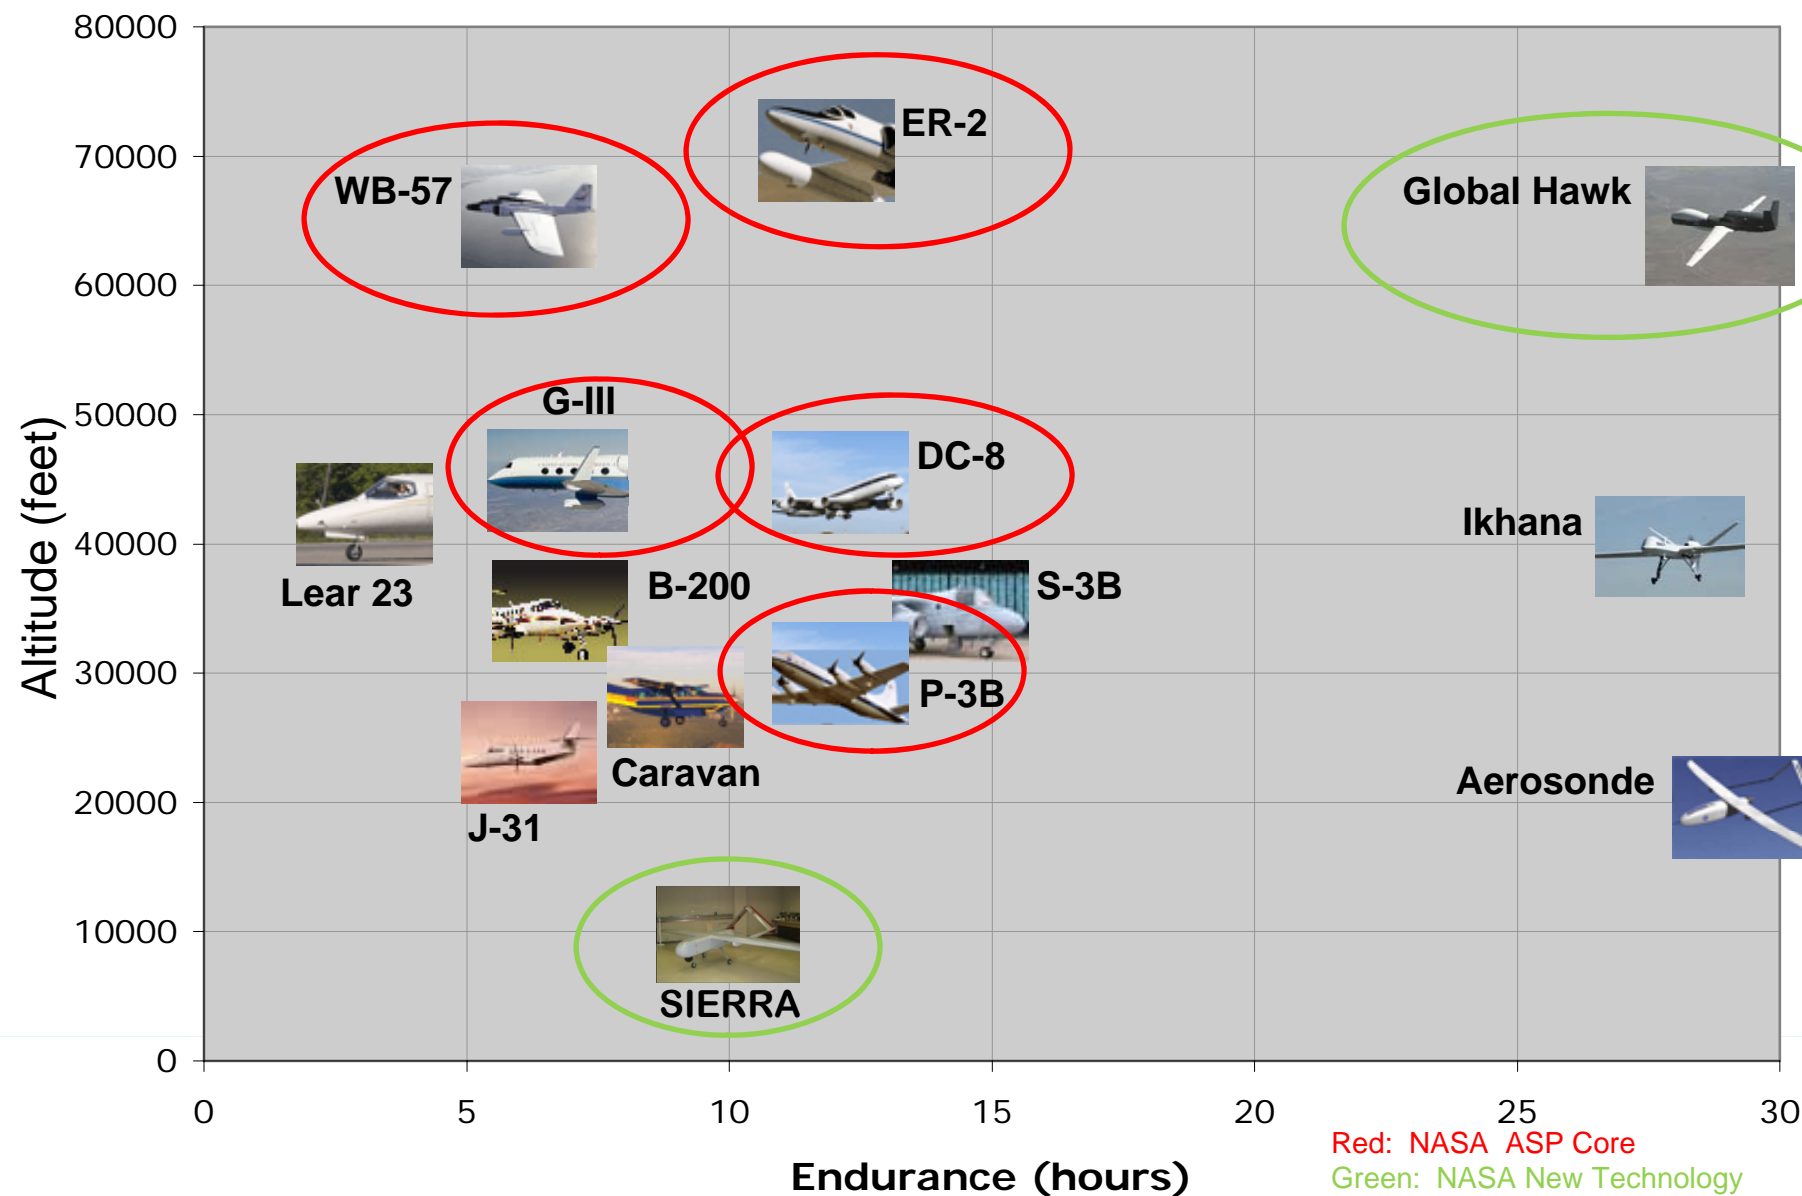 80000
ER-2
70000
WB-57
Global Hawk
60000
G-III
50000
DC-8
Ikhana
40000
Lear 23
B-200
S-3B
Altitude (feet)
30000
P-3B
Caravan
Aerosonde
20000
J-31
10000
SIERRA
0
0 5 10 15 20 25 30
Red: NASA ASP Core
Endurance (hours)
Green: NASA New Technology